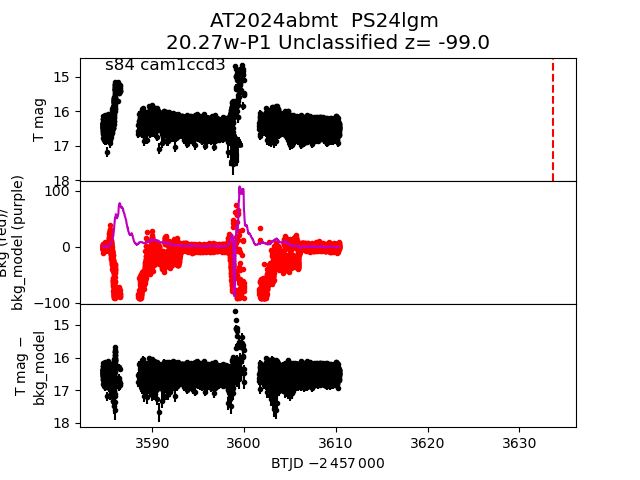 AT2024abmt  PS24lgm
20.27w-P1 Unclassified z= -99.0
s84 cam1ccd3
T mag
15
16
17
18
Bkg (red)/
bkg_model (purple)
100
0
−100
T mag −
bkg_model
15
16
17
18
3590
3600
3610
3620
3630
BTJD −2 457 000